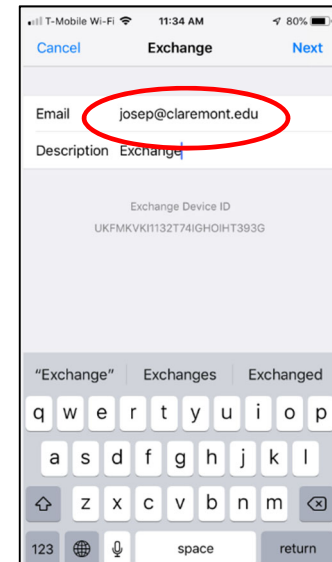 T-Mobile Wi-Fi 11:34 AM 80%
Cancel Exchange Next
Email josep@claremont.edu
Description Exchange
Exchange Device ID
UKFMKVKI1132T74IGHOIHT393G
“Exchange” Exchanges Exchanged
q w e r t y u i o p
a s d f g h j k l
z x c v b n m
123 space return